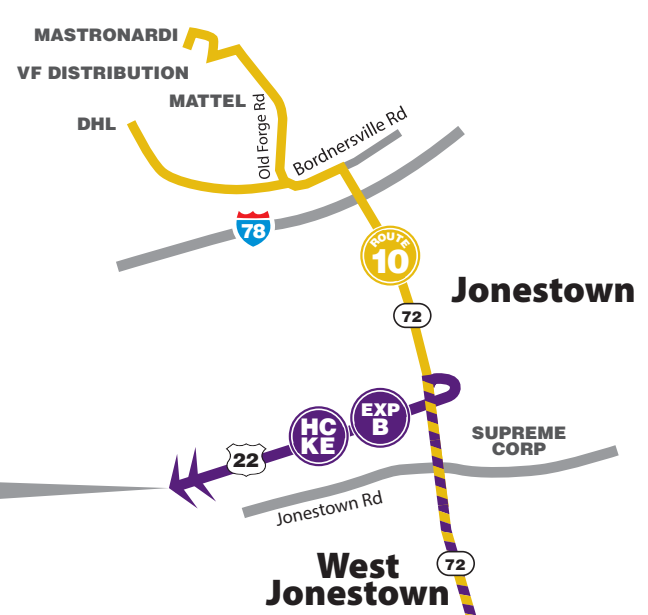 MASTRONARDI
VF DISTRIBUTION
MATTEL
DHL
Old Forge Rd
Bordnersville Rd
78
ROUTE
10
Jonestown
72
EXP
B
HC
KE
22
SUPREME
CORP
Jonestown Rd
West
Jonestown
72